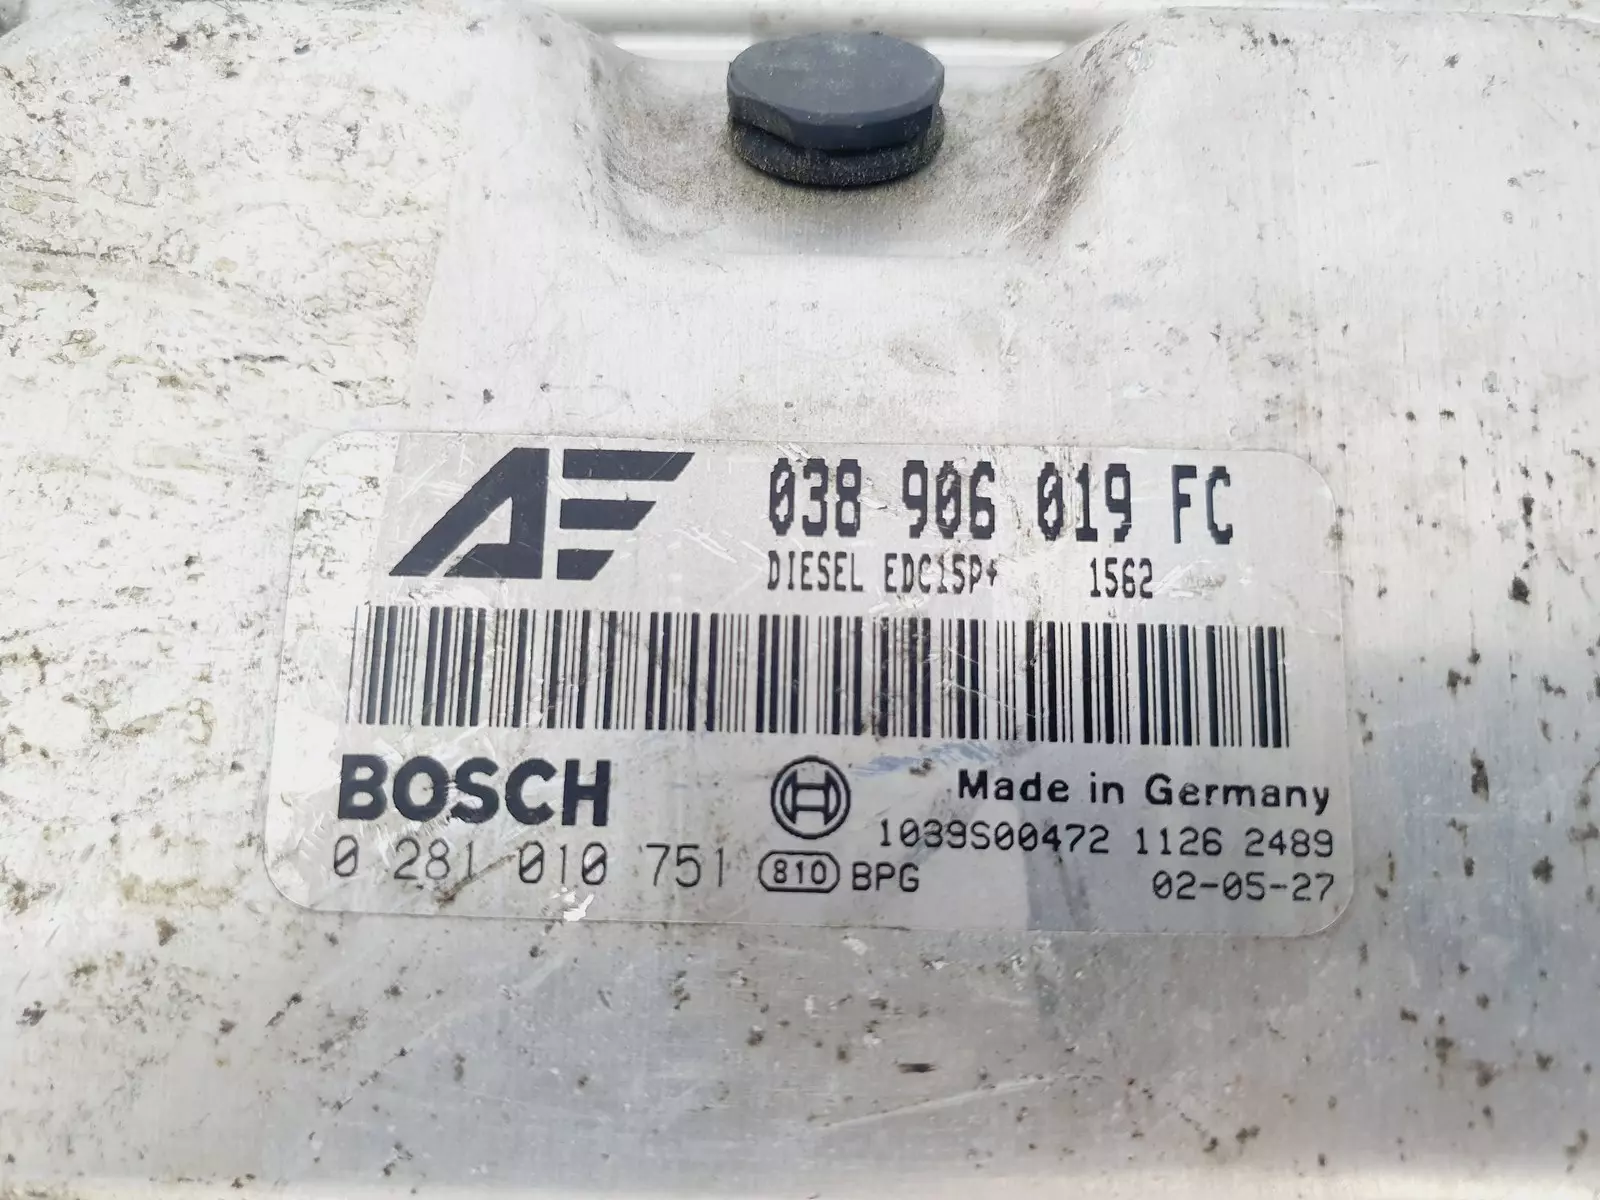 AF 038 906 019 FC
DIESEL EDC15P+ 1562
BOSCH Made in Germany
1039S00472 1126 2489
0 281 010 751 810 BPG 02-05-27